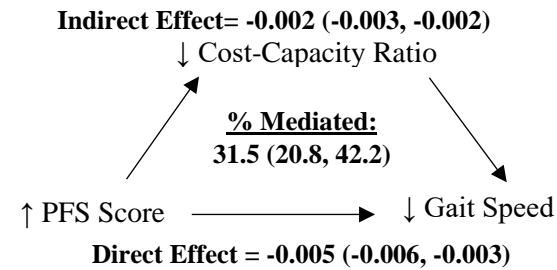 Indirect Effect= -0.002 (-0.003, -0.002)
↓ Cost-Capacity Ratio
% Mediated:
31.5 (20.8, 42.2)
↑ PFS Score
↓ Gait Speed
Direct Effect = -0.005 (-0.006, -0.003)